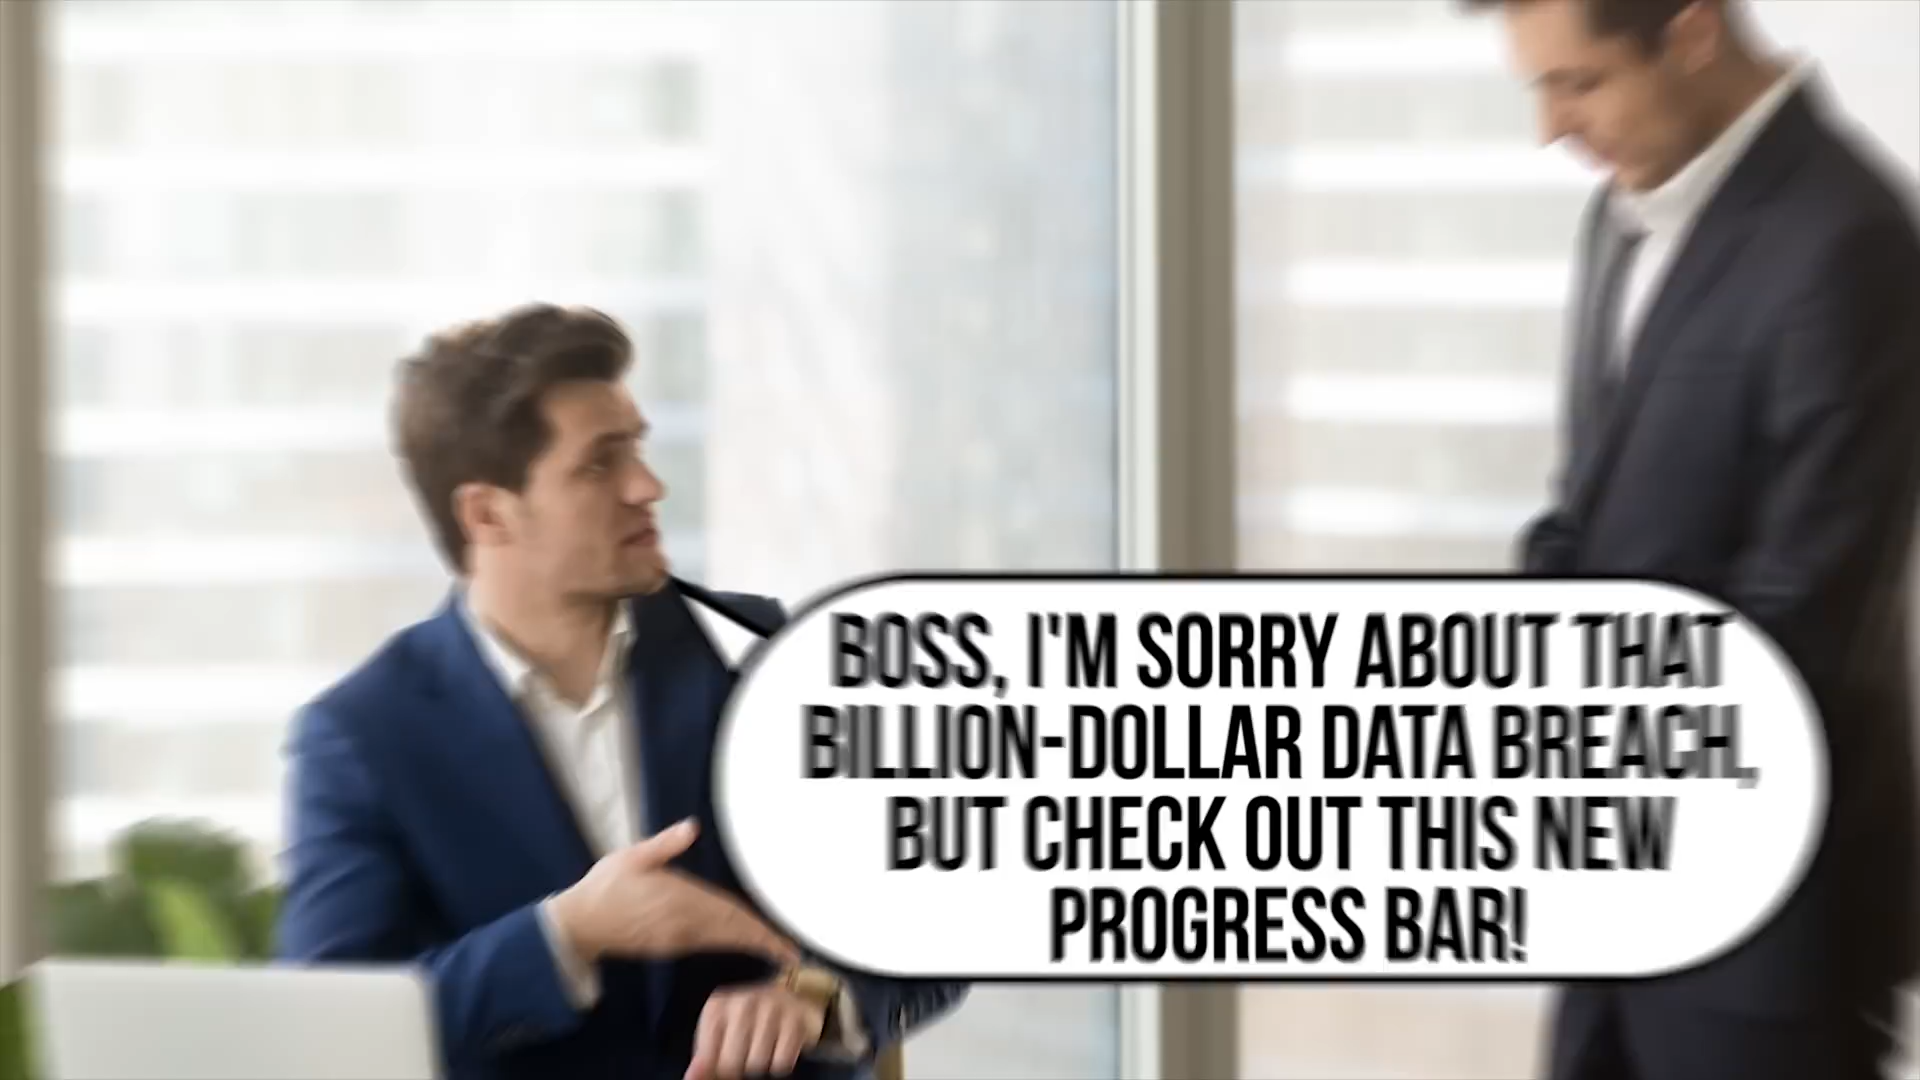 BOSS, I'M SORRY ABOUT THAT
BILLION-DOLLAR DATA BREACH,
BUT CHECK OUT THIS NEW
PROGRESS BAR!